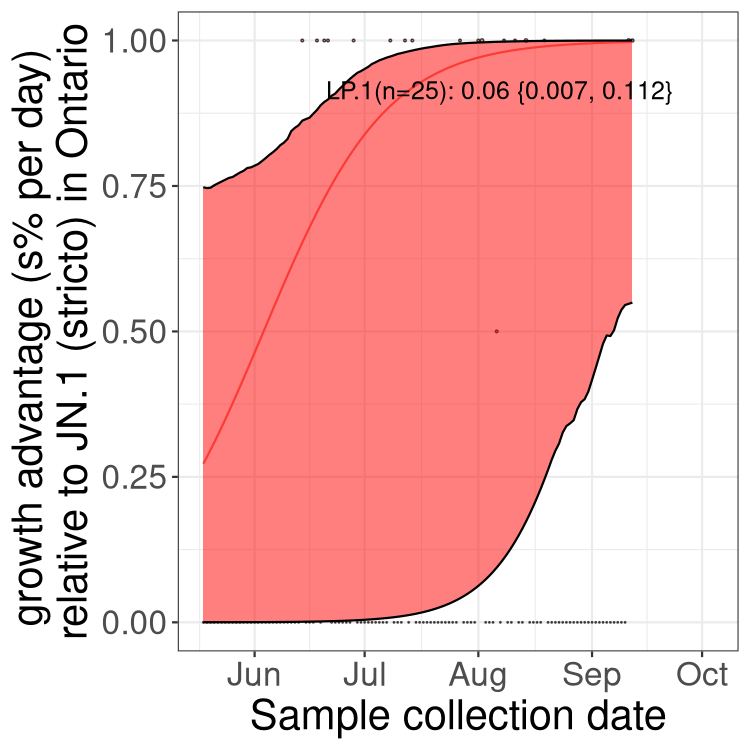 growth advantage (s% per day)
relative to JN.1 (stricto) in Ontario
1.00
0.75
0.50
0.25
0.00
LP.1(n=25): 0.06 {0.007, 0.112}
Jun Jul Aug Sep Oct
Sample collection date